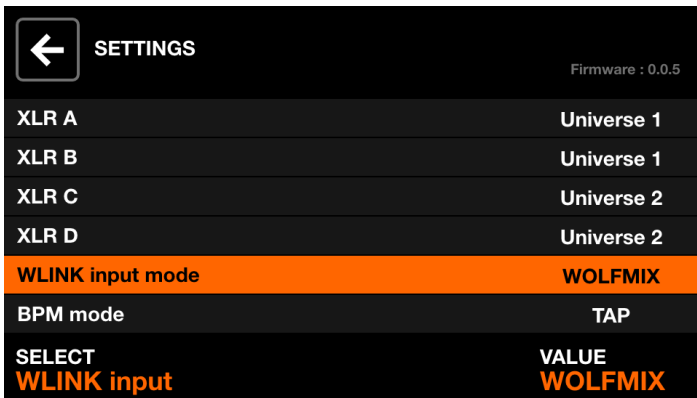 SETTINGS
Firmware : 0.0.5
XLR A Universe 1
XLR B Universe 1
XLR C Universe 2
XLR D Universe 2
WLINK input mode WOLFMIX
BPM mode TAP
SELECT VALUE
WLINK input WOLFMIX